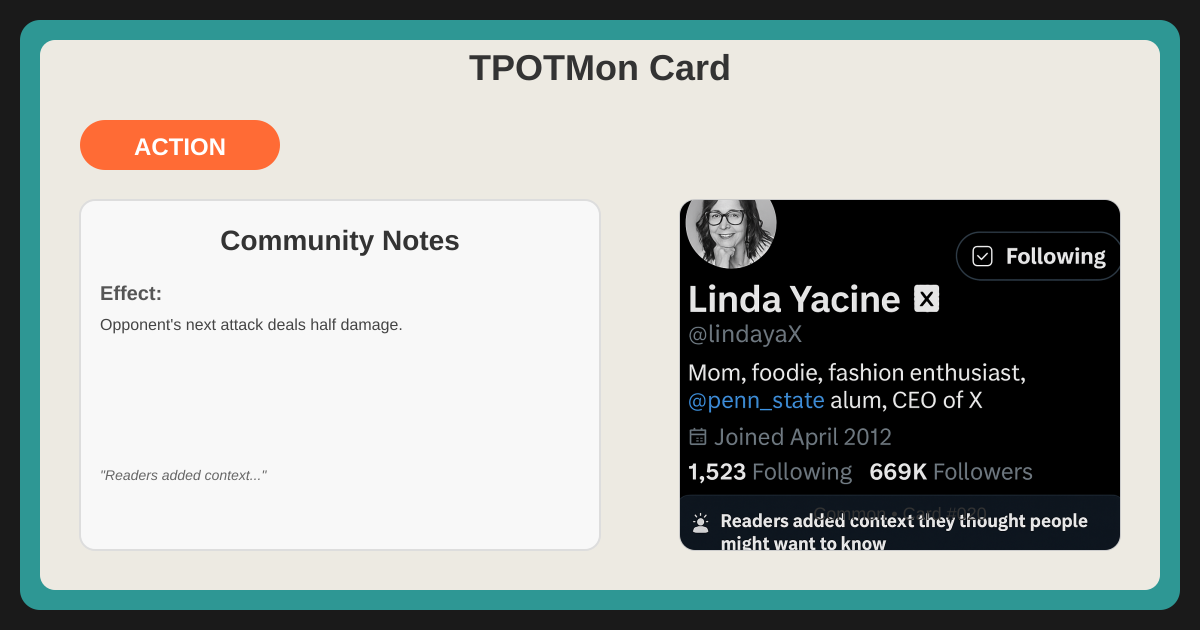 TPOTMon Card
ACTION
Community Notes
Effect:
Opponent's next attack deals half damage.
"Readers added context..."
Following
Linda Yacine X
@lindayaX
Mom, foodie, fashion enthusiast,
@penn_state alum, CEO of X
Joined April 2012
1,523 Following 669K Followers
Common • Card #020
Readers added context they thought people
might want to know